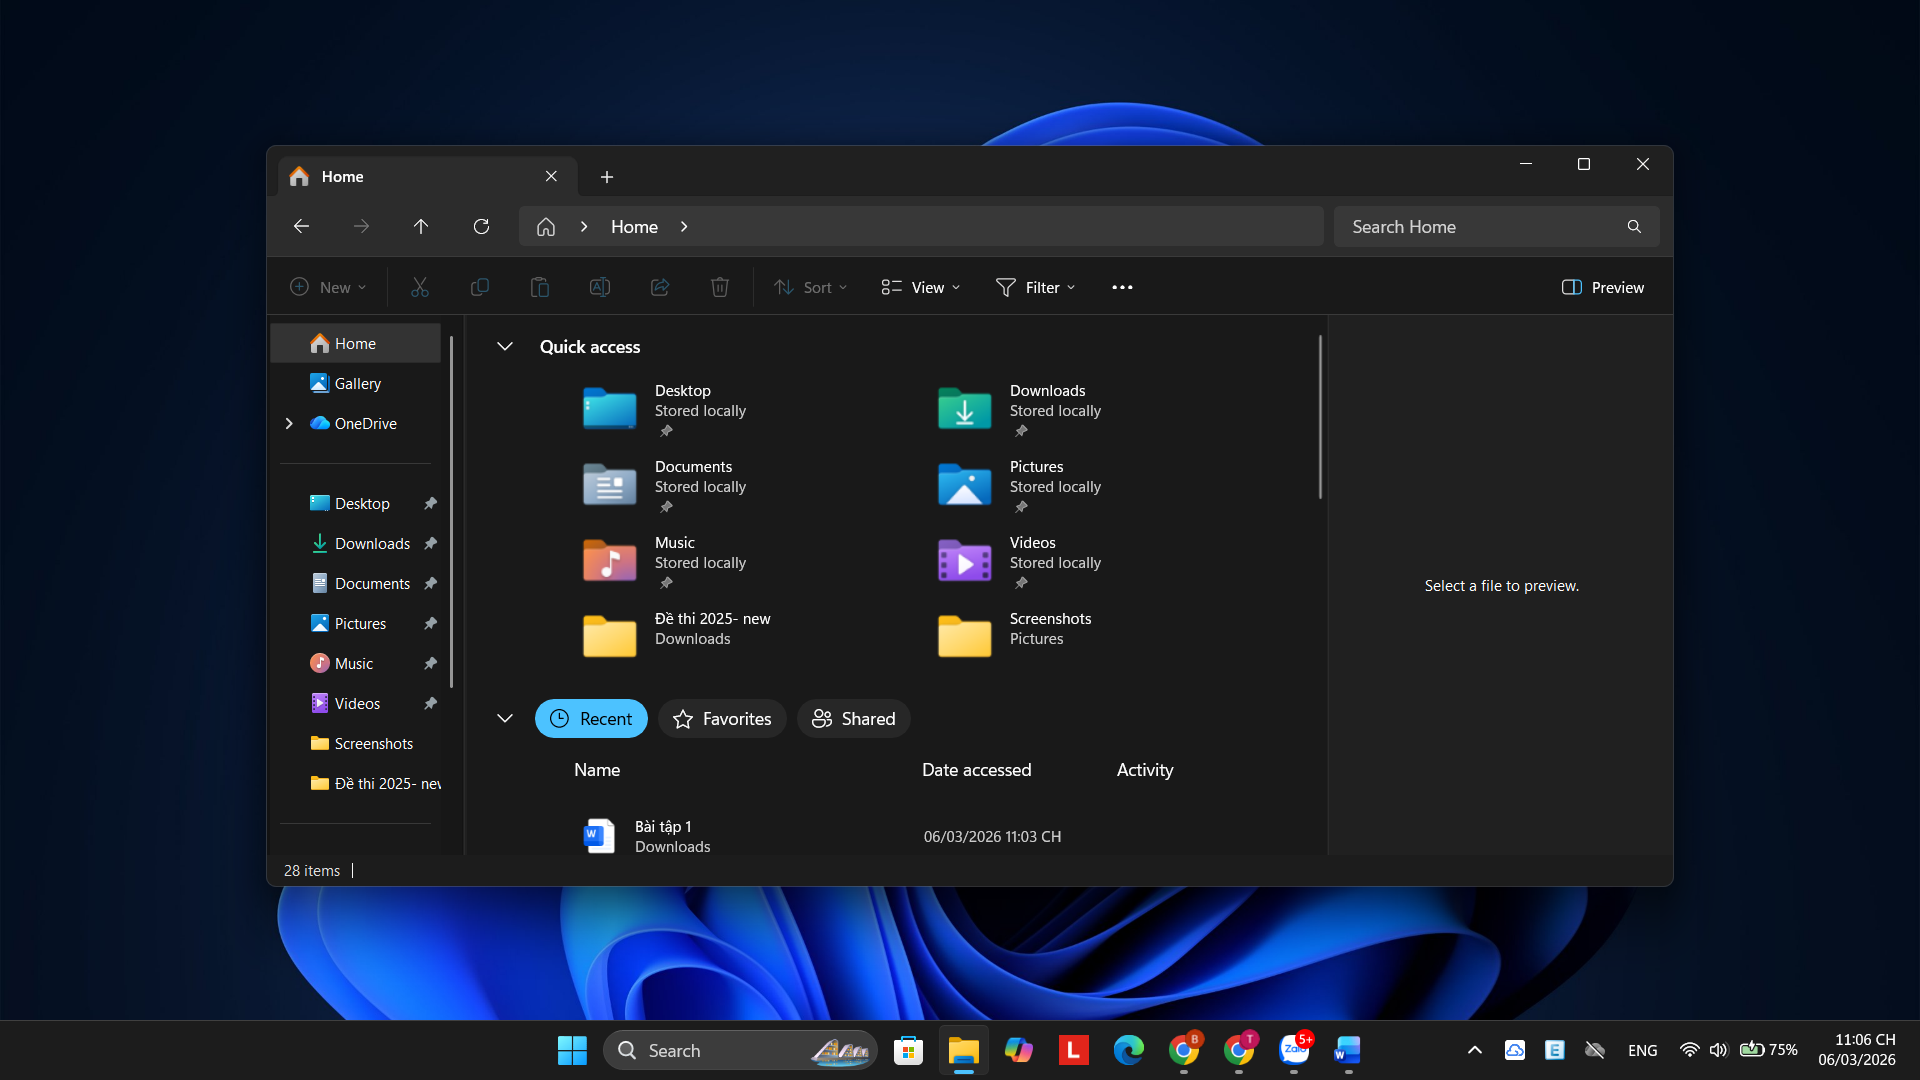 Home
Home
Search Home
New
Sort
View
Filter
Preview
Home
Gallery
OneDrive
Desktop
Downloads
Documents
Pictures
Music
Videos
Screenshots
Đề thi 2025- new
Quick access
Desktop
Stored locally
Downloads
Stored locally
Documents
Stored locally
Pictures
Stored locally
Music
Stored locally
Videos
Stored locally
Đề thi 2025- new
Downloads
Screenshots
Pictures
Recent
Favorites
Shared
Name
Date accessed
Activity
Bài tập 1
Downloads
06/03/2026 11:03 CH
Select a file to preview.
28 items
Search
L
B
T
Zalo
5+
W
E
ENG
75%
11:06 CH
06/03/2026